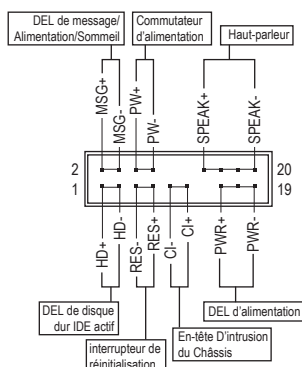 DEL de message/
Alimentation/Sommeil
Commutateur
d'alimentation
Haut-parleur
MSG+
MSG-
PW+
PW-
SPEAK+
SPEAK-
2
20
1
19
HD+
HD-
RES-
RES+
CI-
CI+
PWR+
PWR-
DEL de disque
dur IDE actif
DEL d'alimentation
interrupteur de
réinitialisation
En-tête D'intrusion
du Châssis